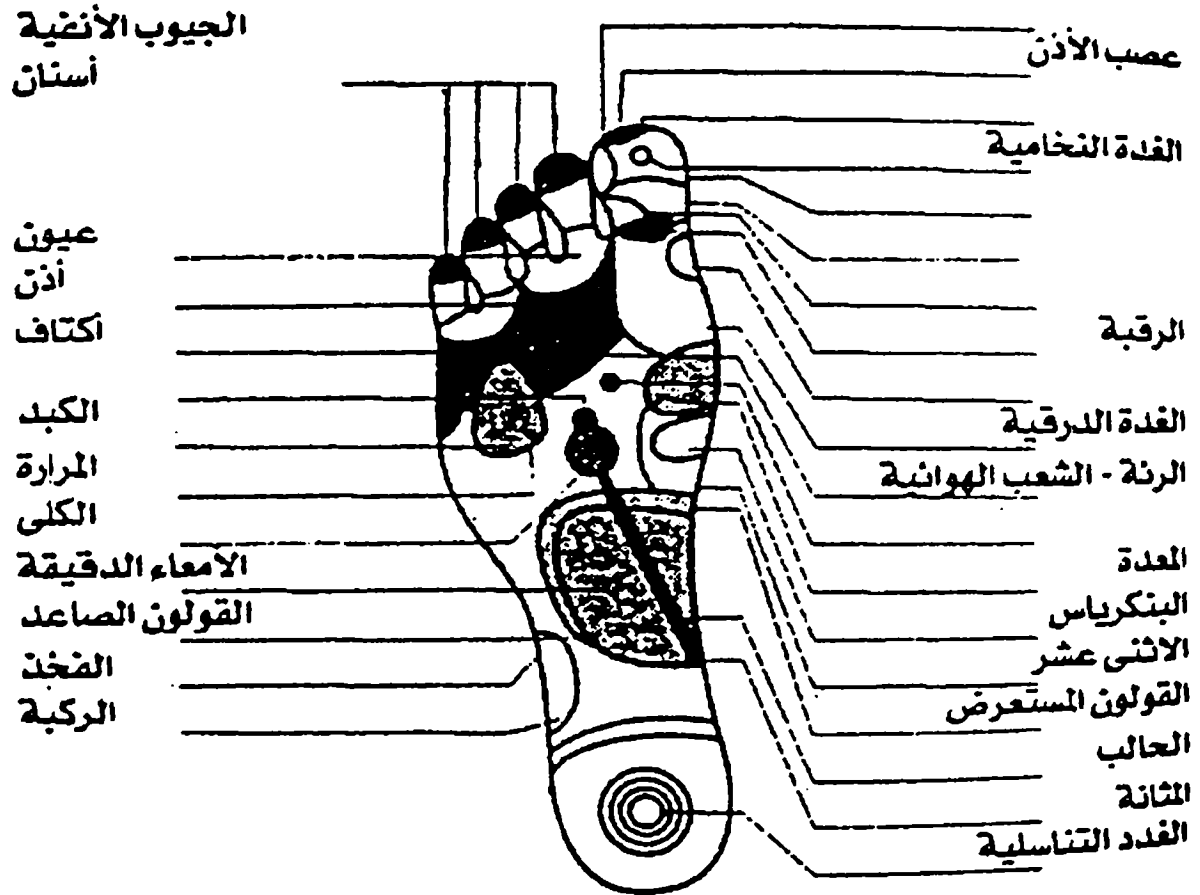 الجيوب الأنفية
أسنان
عيون
أذن
أكتاف
الكبد
المرارة
الكلى
الأمعاء الدقيقة
القولون الصاعد
الفخذ
الركبة
عصب الأذن
الغدة النخامية
الرقبة
الغدة الدرقية
الرئة - الشعب الهوائية
المعدة
البنكرياس
الاثنى عشر
القولون المستعرض
الحالب
المثانة
الغدد التناسلية